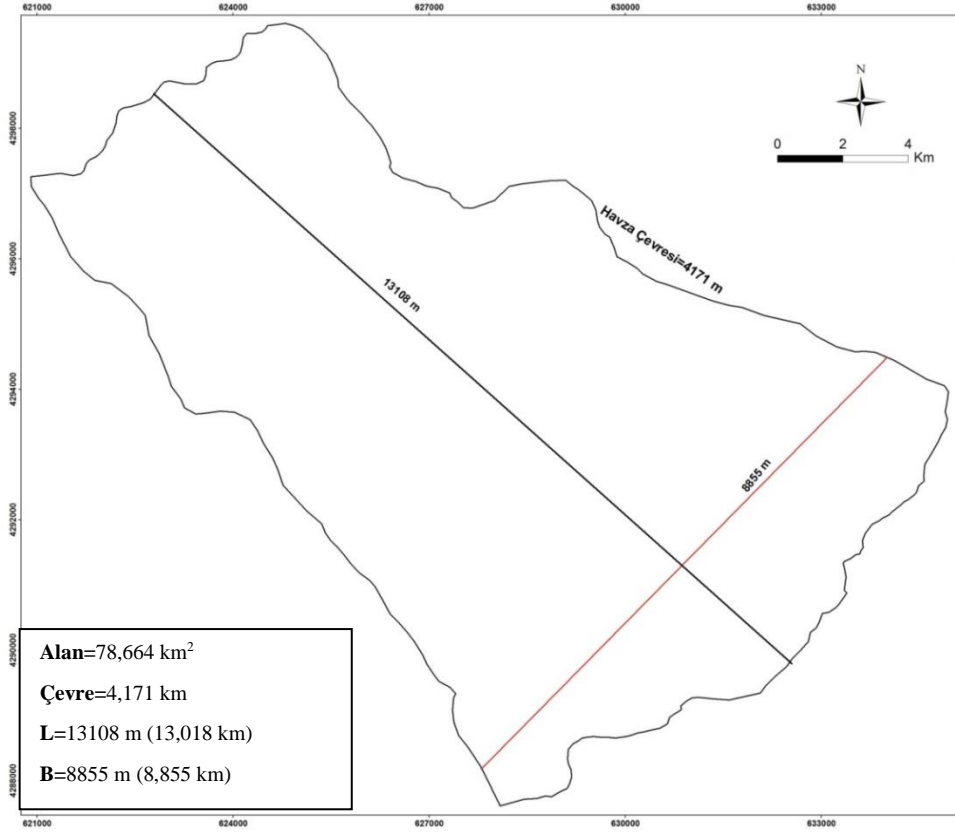 621000 624000 627000 630000 633000
N
0 2 4
Km
4298000
4296000
4294000
4292000
4290000
4288000
Havza Çevresi=4171 m
13108 m
8855 m
Alan=78,664 km²
Çevre=4,171 km
L=13108 m (13,018 km)
B=8855 m (8,855 km)
621000 624000 627000 630000 633000